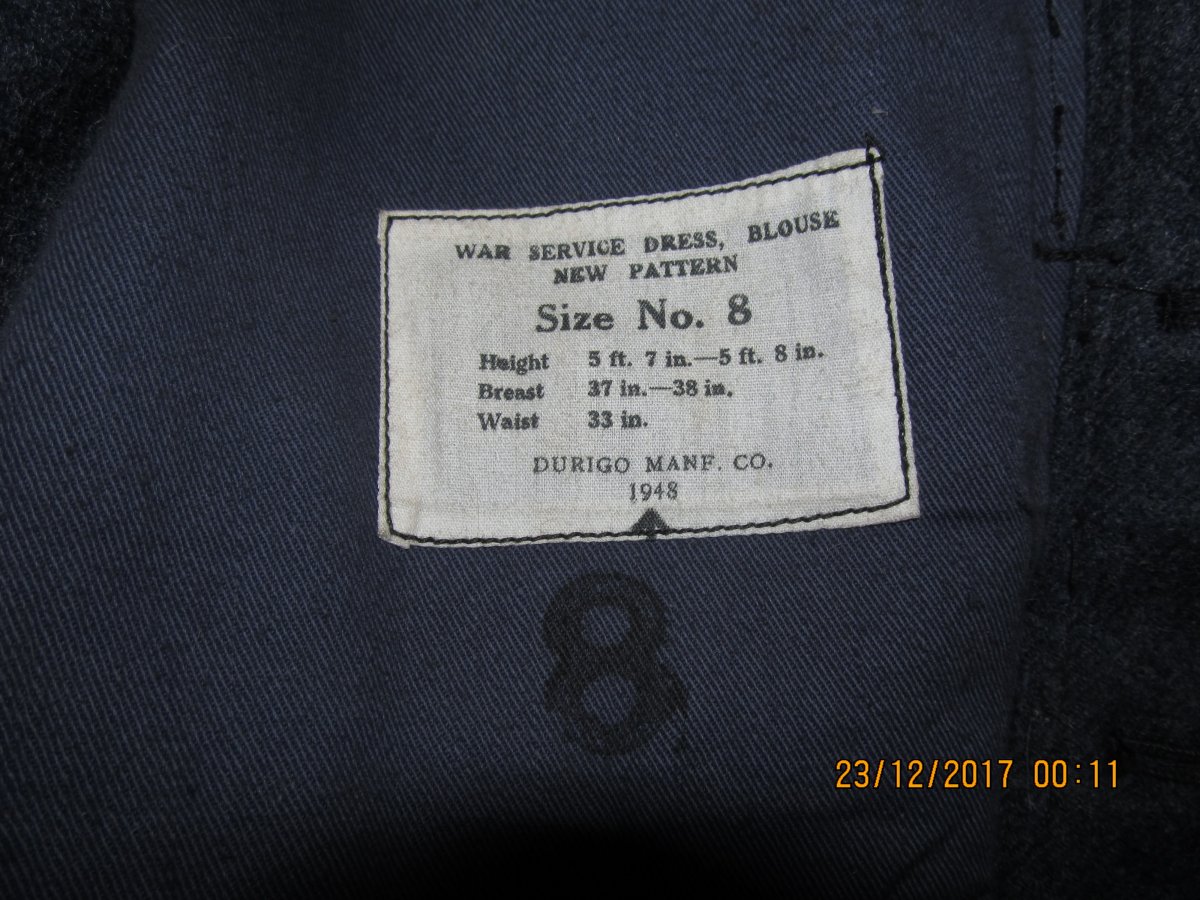 WAR SERVICE DRESS, BLOUSE
NEW PATTERN
Size No. 8
Height 5 ft. 7 in.—5 ft. 8 in.
Breast 37 in.—38 in.
Waist 33 in.
DURIGO MANF. CO.
1948
8
23/12/2017 00:11